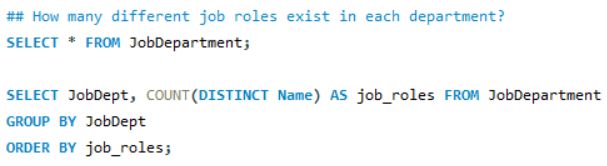 ## How many different job roles exist in each department?
SELECT * FROM JobDepartment;
SELECT JobDept, COUNT(DISTINCT Name) AS job_roles FROM JobDepartment
GROUP BY JobDept
ORDER BY job_roles;